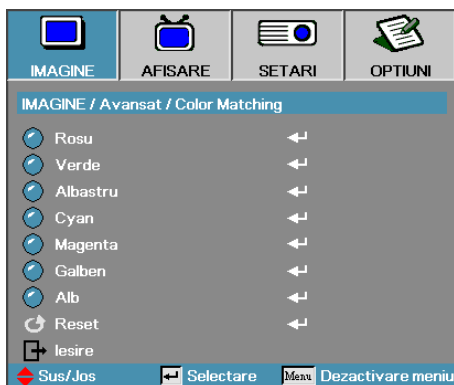 IMAGINE AFISARE SETARI OPTIUNI
IMAGINE / Avansat / Color Matching
Rosu
Verde
Albastru
Cyan
Magenta
Galben
Alb
Reset
Iesire
Sus/Jos Selectare Menu Dezactivare meniu